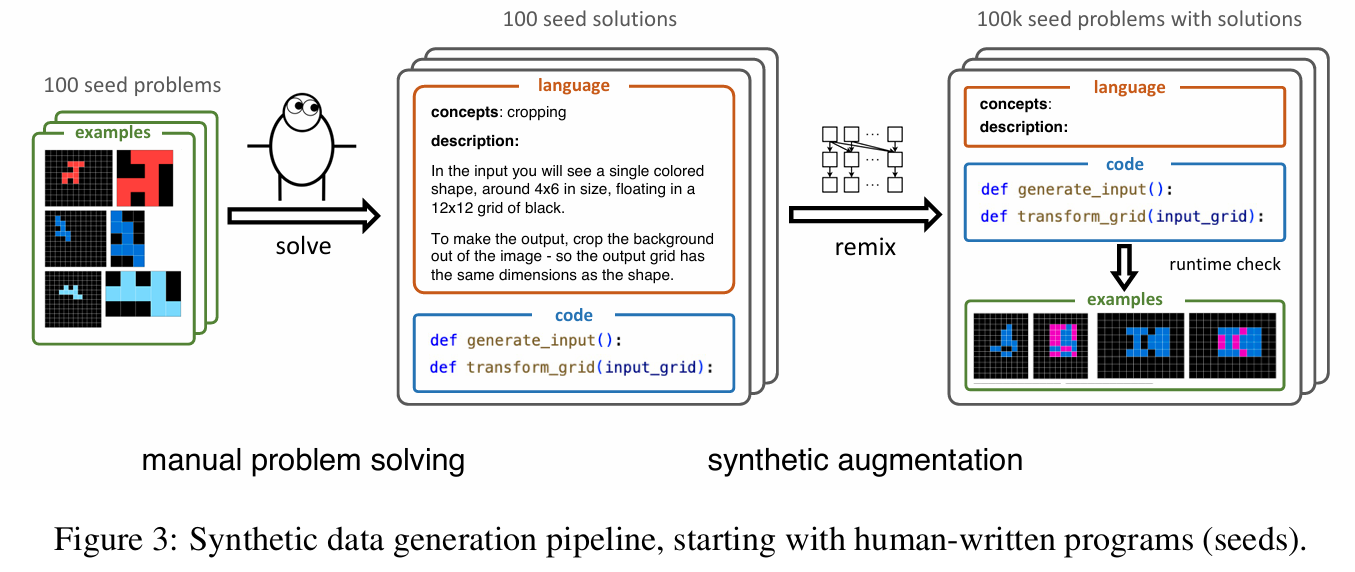 100 seed problems
examples
solve
100 seed solutions
language
concepts: cropping
description:
In the input you will see a single colored
shape, around 4x6 in size, floating in a
12x12 grid of black.
To make the output, crop the background
out of the image - so the output grid has
the same dimensions as the shape.
code
def generate_input():
def transform_grid(input_grid):
remix
100k seed problems with solutions
language
concepts:
description:
code
def generate_input():
def transform_grid(input_grid):
runtime check
examples
manual problem solving
synthetic augmentation
Figure 3: Synthetic data generation pipeline, starting with human-written programs (seeds).